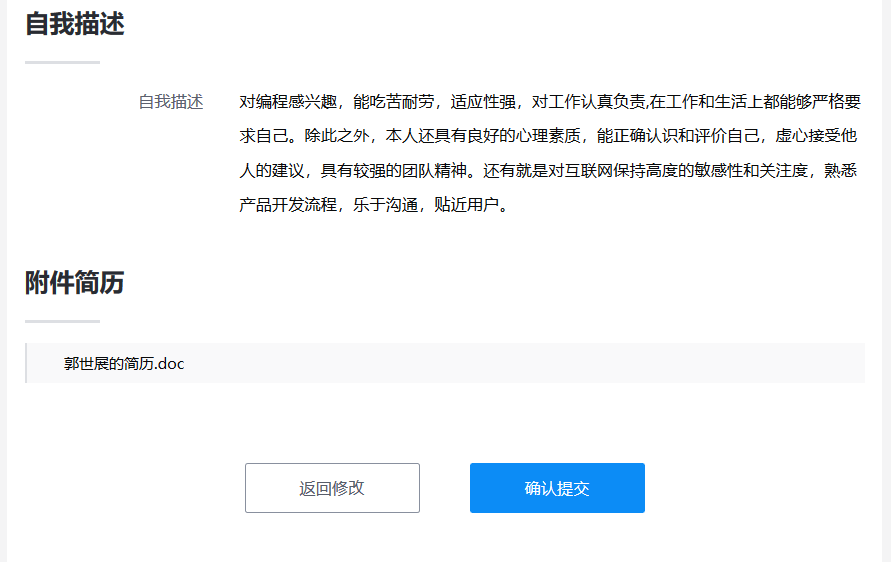 自我描述
自我描述
对编程感兴趣，能吃苦耐劳，适应性强，对工作认真负责,在工作和生活上都能够严格要
求自己。除此之外，本人还具有良好的心理素质，能正确认识和评价自己，虚心接受他
人的建议，具有较强的团队精神。还有就是对互联网保持高度的敏感性和关注度，熟悉
产品开发流程，乐于沟通，贴近用户。
附件简历
郭世展的简历.doc
返回修改
确认提交